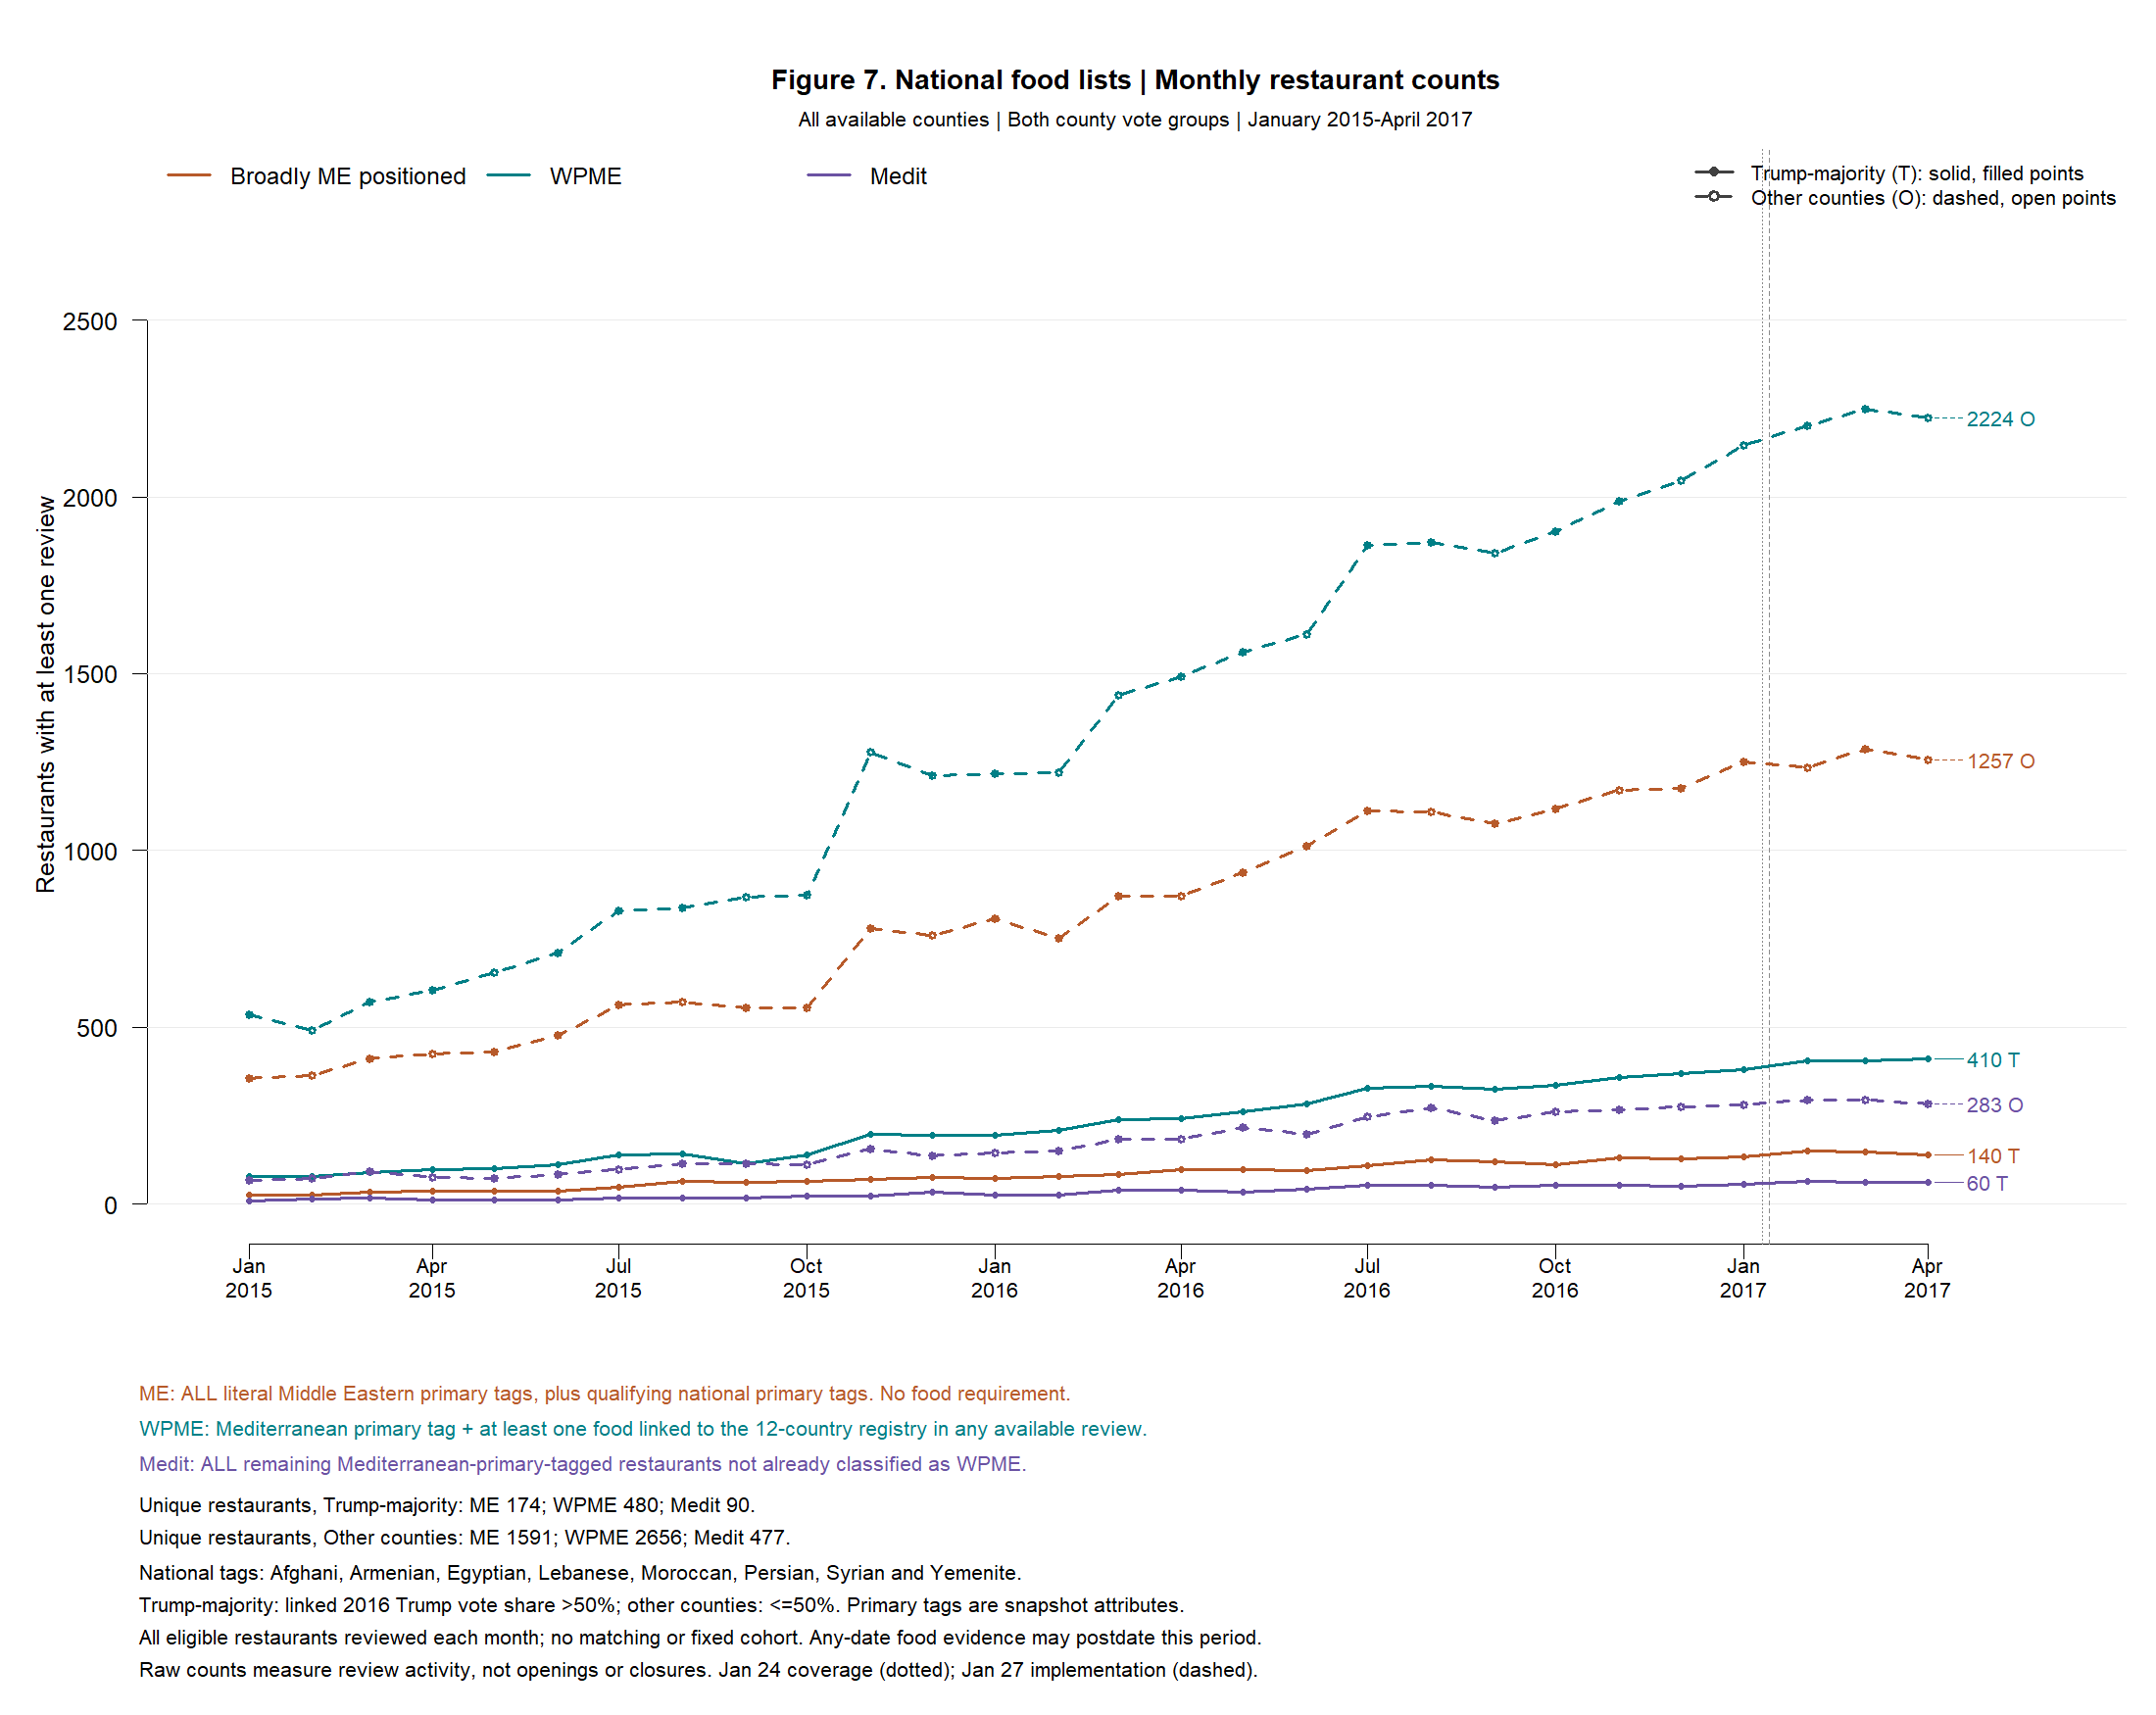 Figure 7. National food lists | Monthly restaurant counts
All available counties | Both county vote groups | January 2015-April 2017
Broadly ME positioned
WPME
Medit
Trump-majority (T): solid, filled points
Other counties (O): dashed, open points
Restaurants with at least one review
2500
2000
1500
1000
500
0
2224 O
1257 O
410 T
283 O
140 T
60 T
Jan
2015
Apr
2015
Jul
2015
Oct
2015
Jan
2016
Apr
2016
Jul
2016
Oct
2016
Jan
2017
Apr
2017
ME: ALL literal Middle Eastern primary tags, plus qualifying national primary tags. No food requirement.
WPME: Mediterranean primary tag + at least one food linked to the 12-country registry in any available review.
Medit: ALL remaining Mediterranean-primary-tagged restaurants not already classified as WPME.
Unique restaurants, Trump-majority: ME 174; WPME 480; Medit 90.
Unique restaurants, Other counties: ME 1591; WPME 2656; Medit 477.
National tags: Afghani, Armenian, Egyptian, Lebanese, Moroccan, Persian, Syrian and Yemenite.
Trump-majority: linked 2016 Trump vote share >50%; other counties: <=50%. Primary tags are snapshot attributes.
All eligible restaurants reviewed each month; no matching or fixed cohort. Any-date food evidence may postdate this period.
Raw counts measure review activity, not openings or closures. Jan 24 coverage (dotted); Jan 27 implementation (dashed).